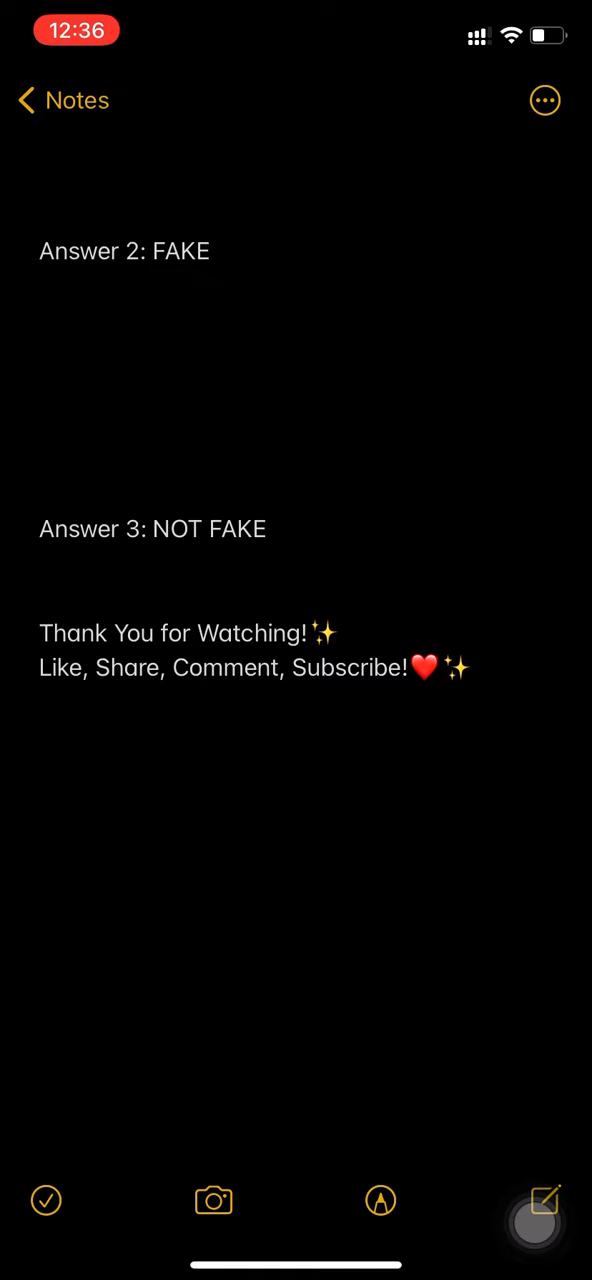 12:36
Notes
Answer 2: FAKE
Answer 3: NOT FAKE
Thank You for Watching!✨
Like, Share, Comment, Subscribe!❤️✨